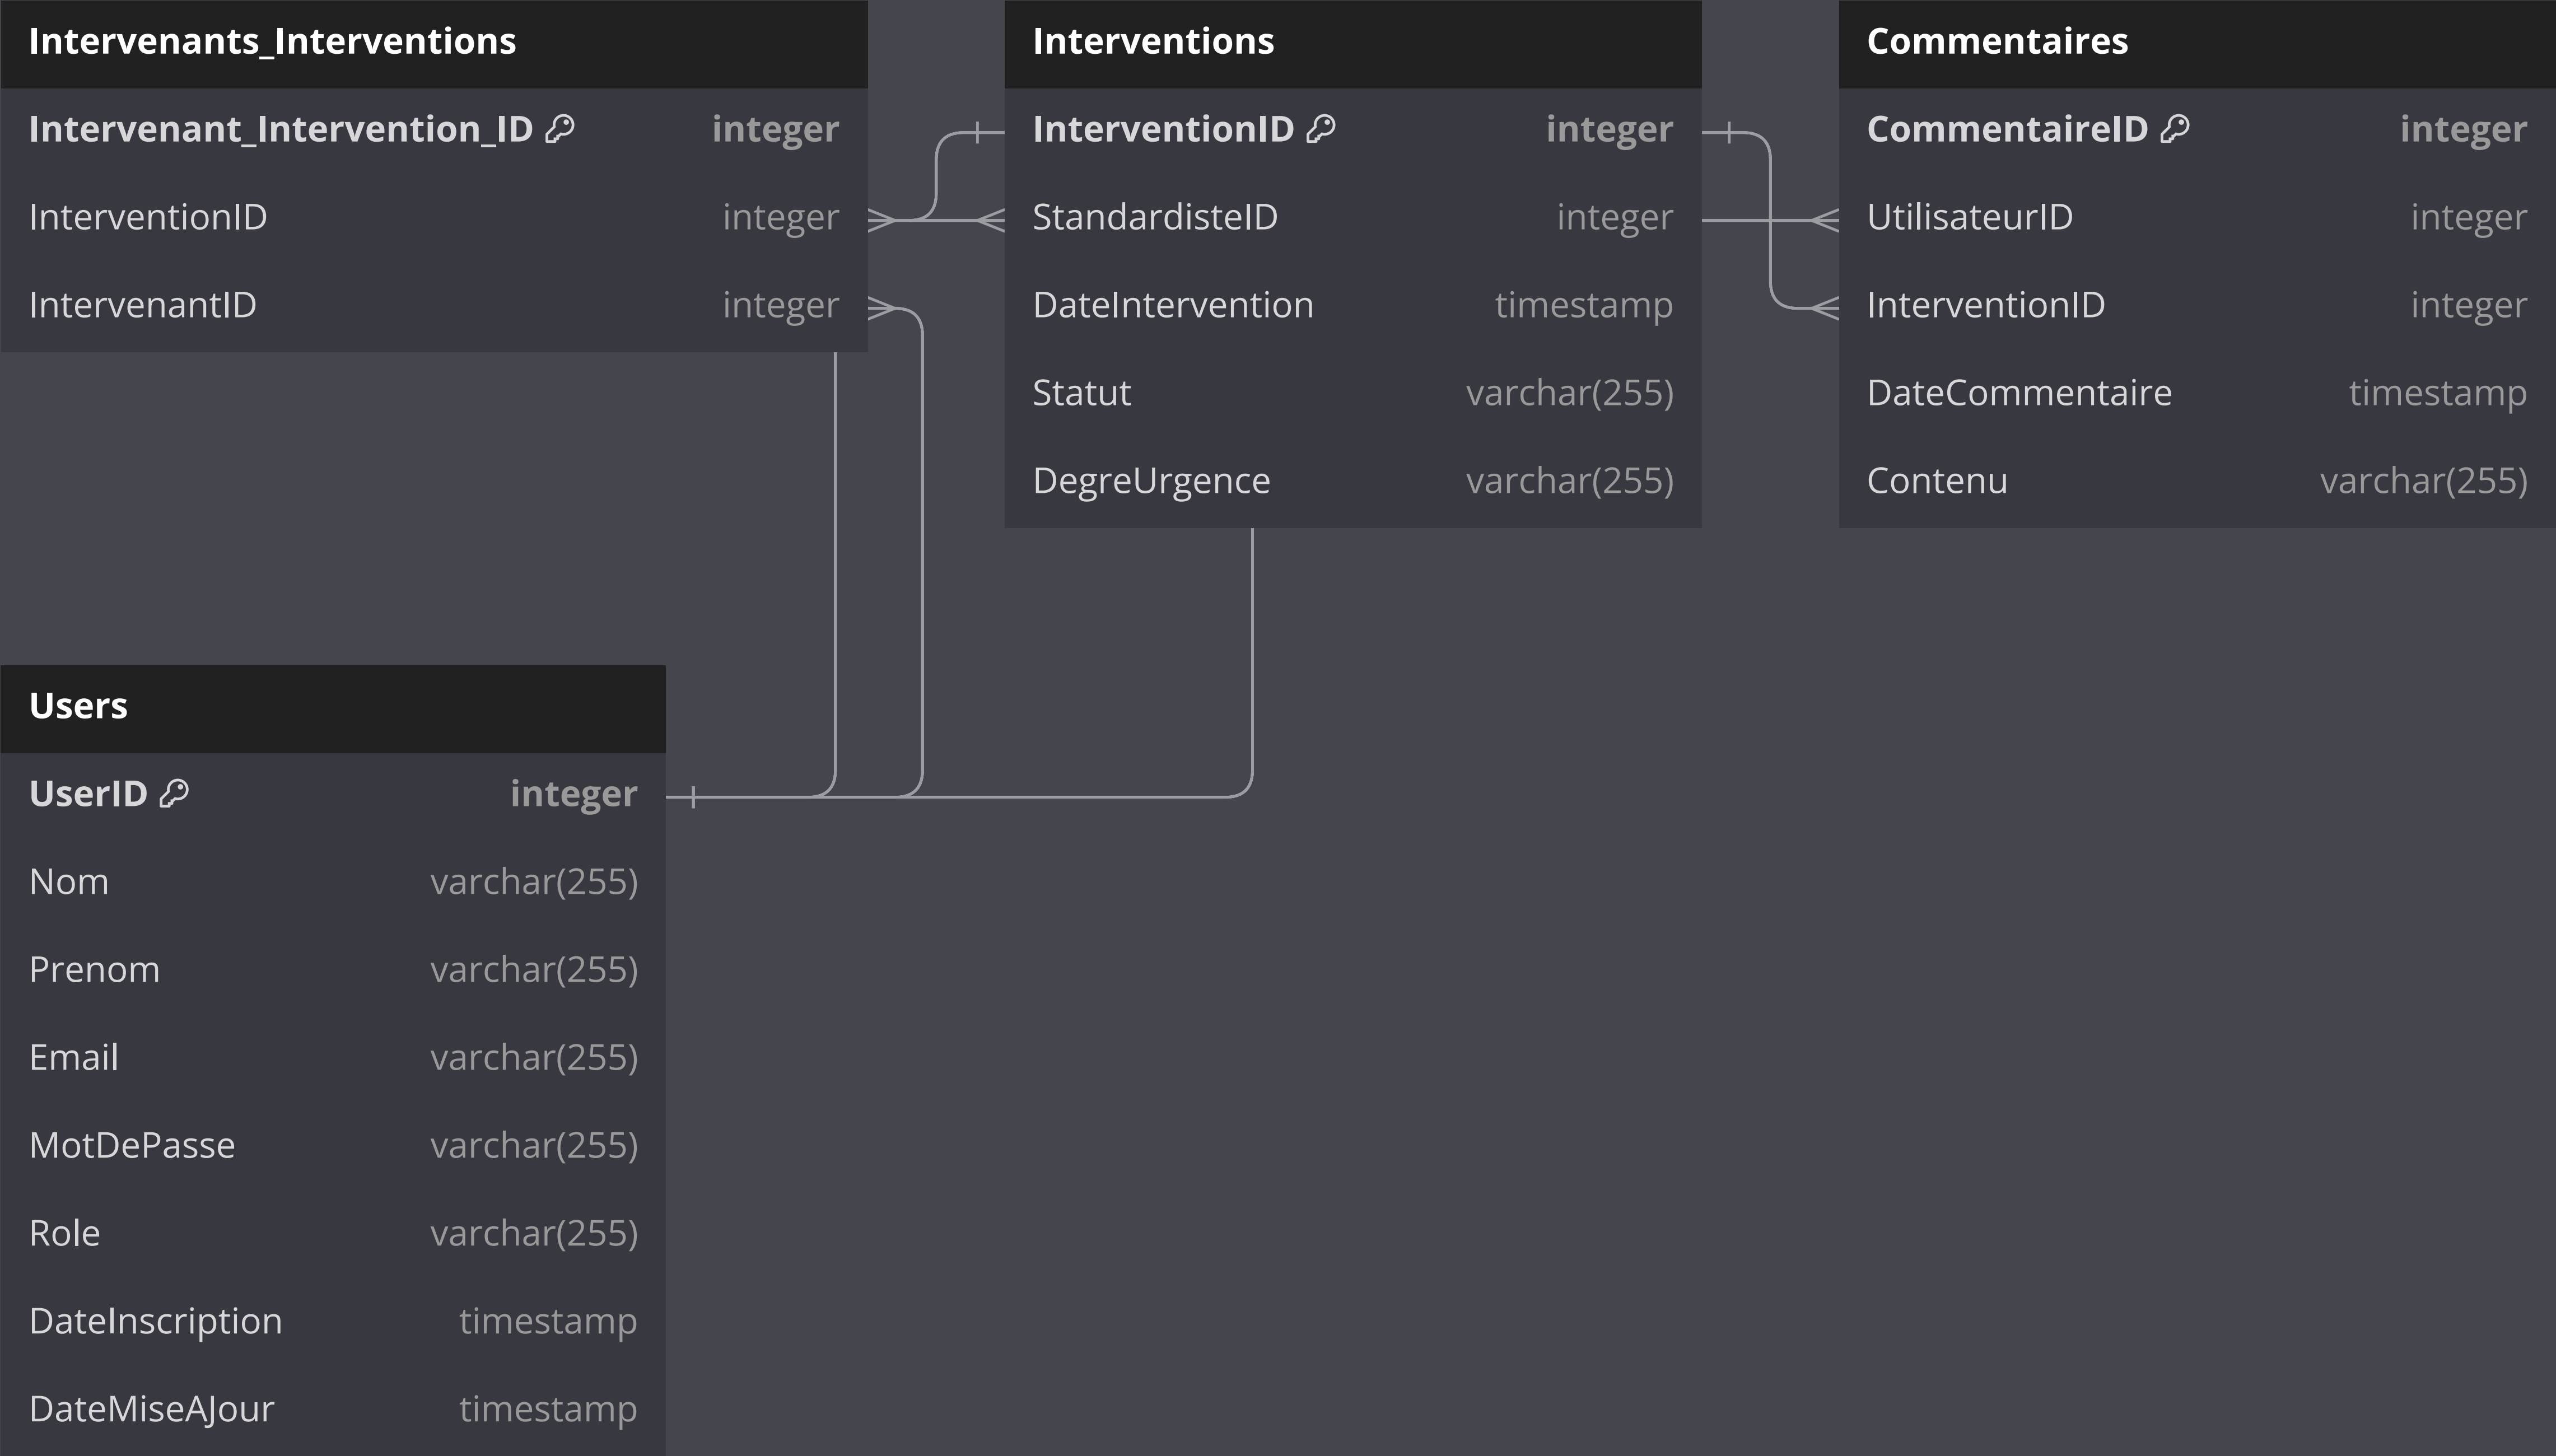 Intervenants_Interventions
Intervenant_Intervention_ID integer
InterventionID integer
IntervenantID integer
Interventions
InterventionID integer
StandardisteID integer
DateIntervention timestamp
Statut varchar(255)
DegreUrgence varchar(255)
Commentaires
CommentaireID integer
UtilisateurID integer
InterventionID integer
DateCommentaire timestamp
Contenu varchar(255)
Users
UserID integer
Nom varchar(255)
Prenom varchar(255)
Email varchar(255)
MotDePasse varchar(255)
Role varchar(255)
DateInscription timestamp
DateMiseAJour timestamp